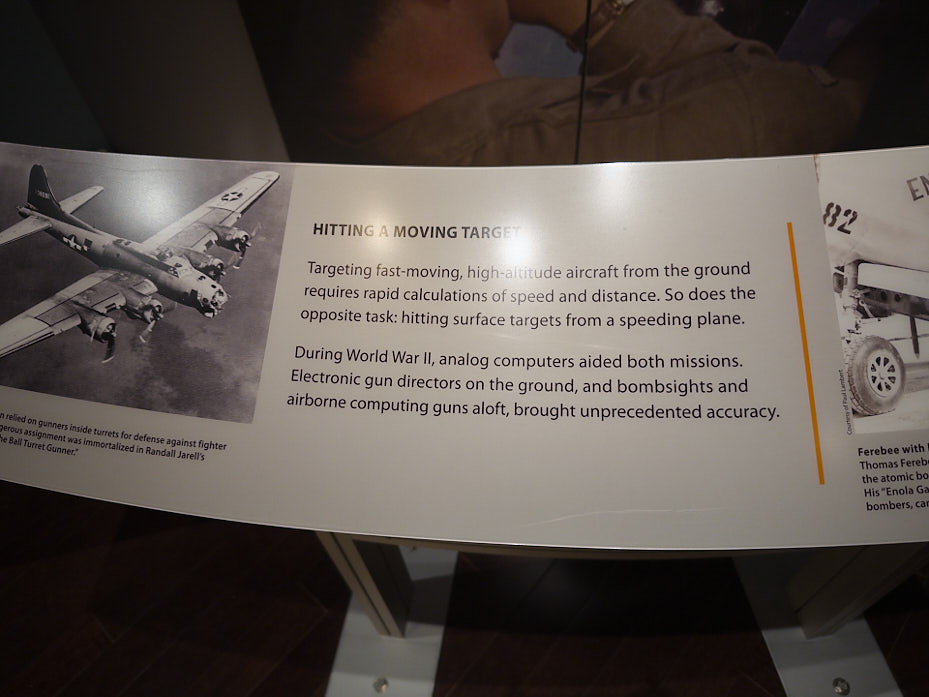 HITTING A MOVING TARGET
Targeting fast-moving, high-altitude aircraft from the ground
requires rapid calculations of speed and distance. So does the
opposite task: hitting surface targets from a speeding plane.
During World War II, analog computers aided both missions.
Electronic gun directors on the ground, and bombsights and
airborne computing guns aloft, brought unprecedented accuracy.
n relied on gunners inside turrets for defense against fighter
gerous assignment was immortalized in Randall Jarell's
he Ball Turret Gunner."
82
EN
Courtesy of Paul Lambert
Ferebee with
Thomas Fereb
the atomic bo
His "Enola Ga
bombers, car